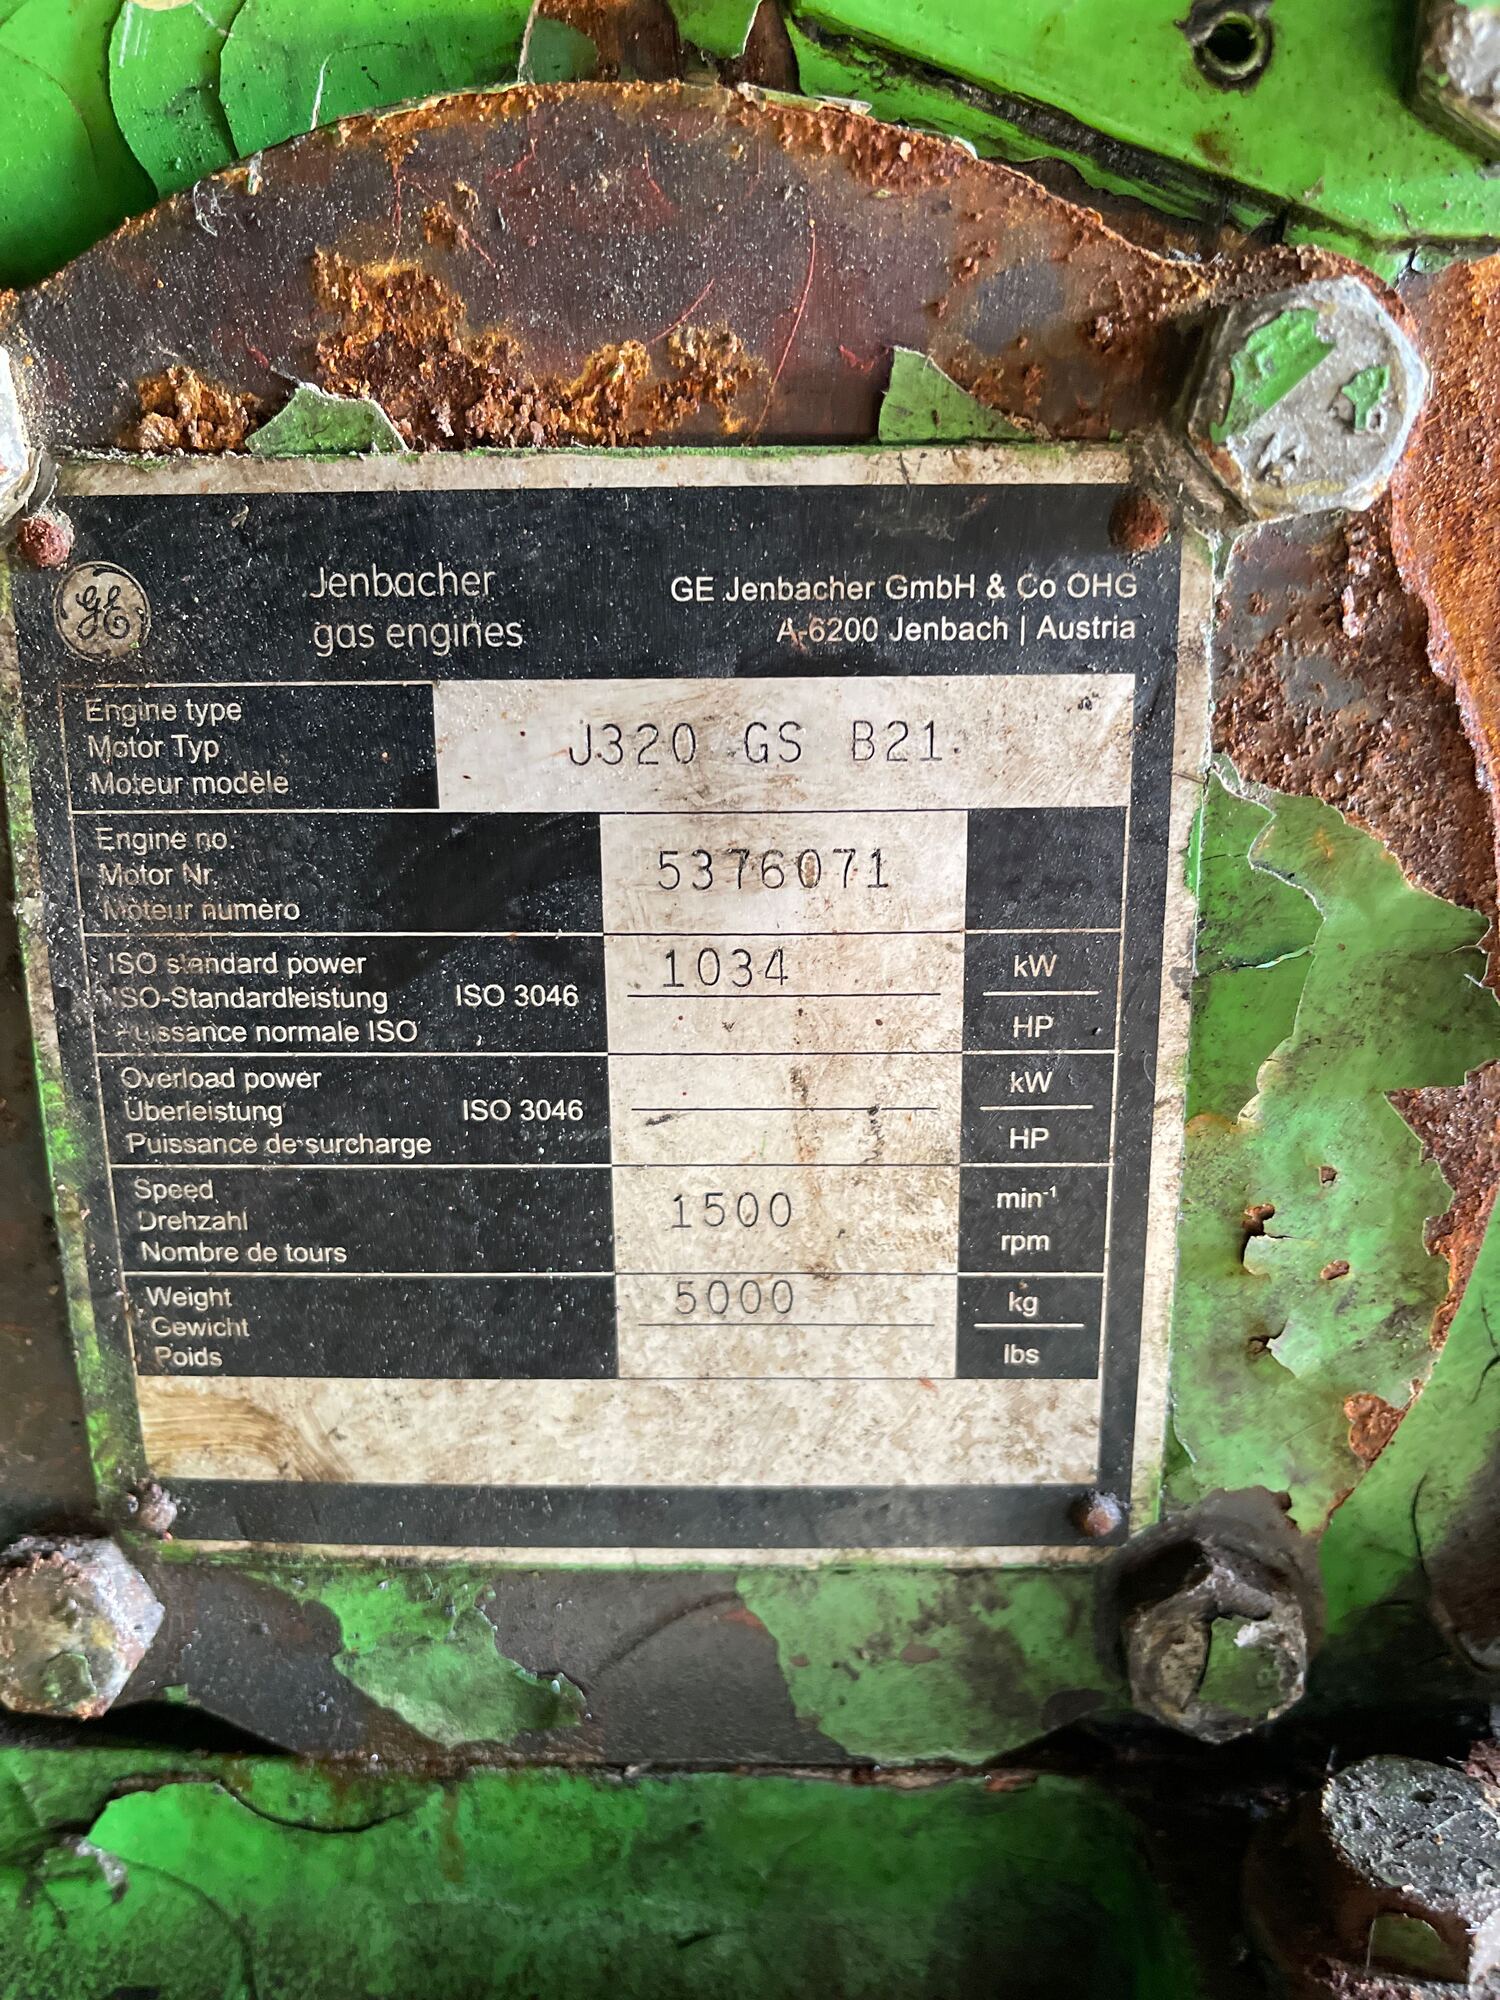 GE
Jenbacher
gas engines
GE Jenbacher GmbH & Co OHG
A-6200 Jenbach | Austria
Engine type
Motor Typ
Moteur modèle
J320 GS B21
Engine no.
Motor Nr.
Moteur numèro
5376071
ISO standard power
ISO-Standardleistung ISO 3046
Puissance normale ISO
1034
kW
HP
Overload power
Überleistung ISO 3046
Puissance de surcharge
kW
HP
Speed
Drehzahl
Nombre de tours
1500
min-1
rpm
Weight
Gewicht
Poids
5000
kg
lbs